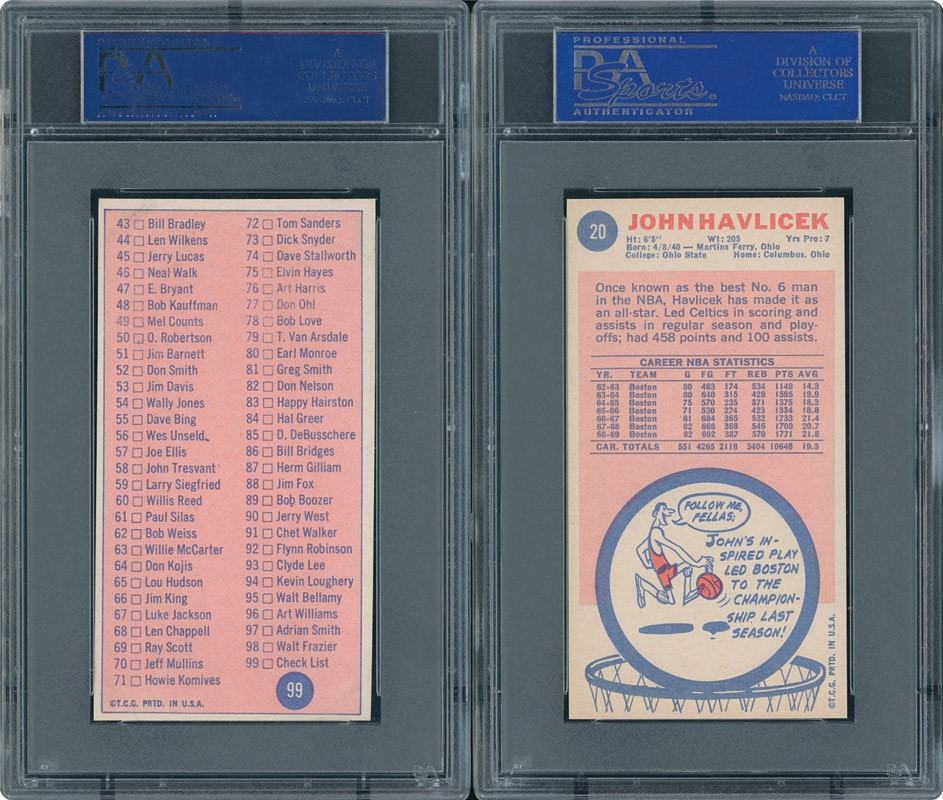 PSA
A
DIVISION OF
COLLECTORS
UNIVERSE
NASDAQ: CLCT
43 Bill Bradley
44 Len Wilkens
45 Jerry Lucas
46 Neal Walk
47 E. Bryant
48 Bob Kauffman
49 Mel Counts
50 O. Robertson
51 Jim Barnett
52 Don Smith
53 Jim Davis
54 Wally Jones
55 Dave Bing
56 Wes Unseld
57 Joe Ellis
58 John Tresvant
59 Larry Siegfried
60 Willis Reed
61 Paul Silas
62 Bob Weiss
63 Willie McCarter
64 Don Kojis
65 Lou Hudson
66 Jim King
67 Luke Jackson
68 Len Chappell
69 Ray Scott
70 Jeff Mullins
71 Howie Komives
72 Tom Sanders
73 Dick Snyder
74 Dave Stallworth
75 Elvin Hayes
76 Art Harris
77 Don Ohl
78 Bob Love
79 T. Van Arsdale
80 Earl Monroe
81 Greg Smith
82 Don Nelson
83 Happy Hairston
84 Hal Greer
85 D. DeBusschere
86 Bill Bridges
87 Herm Gilliam
88 Jim Fox
89 Bob Boozer
90 Jerry West
91 Chet Walker
92 Flynn Robinson
93 Clyde Lee
94 Kevin Loughery
95 Walt Bellamy
96 Art Williams
97 Adrian Smith
98 Walt Frazier
99 Check List
99
©T.C.G. PRTD. IN U.S.A.
PROFESSIONAL
PSA
Sports®
AUTHENTICATOR
A
DIVISION OF
COLLECTORS
UNIVERSE
NASDAQ: CLCT
20 JOHN HAVLICEK
Ht: 6'5" Wt: 205 Yrs Pro: 7
Born: 4/8/40 — Martins Ferry, Ohio
College: Ohio State Home: Columbus, Ohio
Once known as the best No. 6 man
in the NBA, Havlicek has made it as
an all-star. Led Celtics in scoring and
assists in regular season and play-
offs; had 458 points and 100 assists.
CAREER NBA STATISTICS
YR. TEAM G FG FT REB PTS AVG
62-63 Boston 80 483 174 534 1140 14.3
63-64 Boston 80 640 315 428 1595 19.9
64-65 Boston 75 570 235 371 1375 18.3
65-66 Boston 71 530 274 423 1334 18.8
66-67 Boston 81 684 365 532 1733 21.4
67-68 Boston 82 666 368 546 1700 20.7
68-69 Boston 82 692 387 570 1771 21.6
CAR. TOTALS 551 4265 2118 3404 10648 19.3
FOLLOW ME,
FELLAS:
JOHN'S IN-
SPIRED PLAY
LED BOSTON
TO THE
CHAMPION-
SHIP LAST
SEASON!
©T.C.G. PRTD. IN U.S.A.